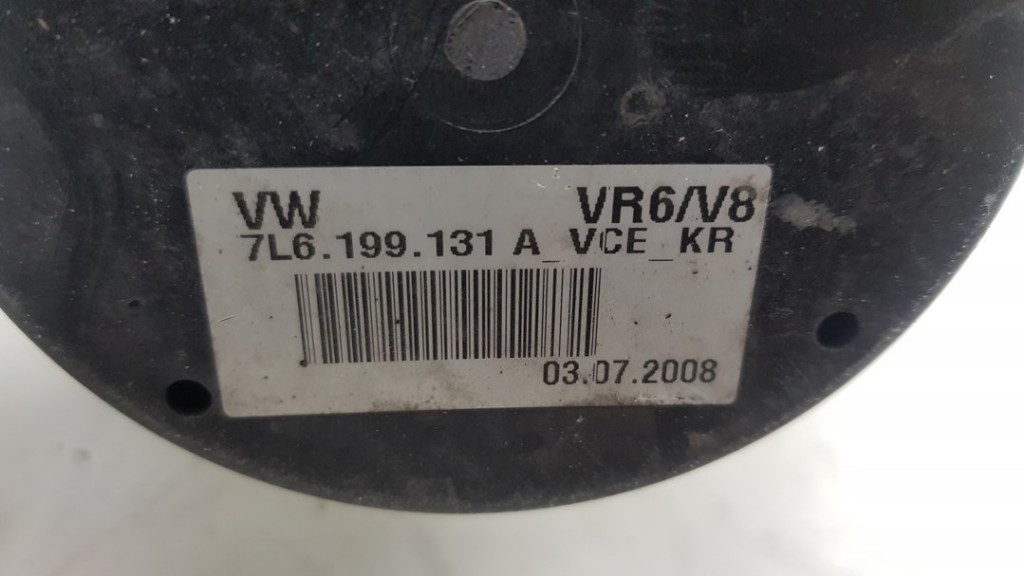 VW VR6/V8
7L6.199.131 A_VCE_KR
03.07.2008